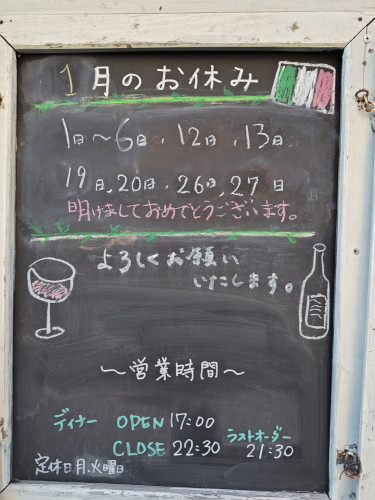 1月のお休み
1日〜6日、12日、13日
19日、20日、26日、27日
明けましておめでとうございます。
よろしくお願い
いたします。
〜営業時間〜
ディナー OPEN 17:00
CLOSE 22:30 ラストオーダー 21:30
定休日月、火曜日